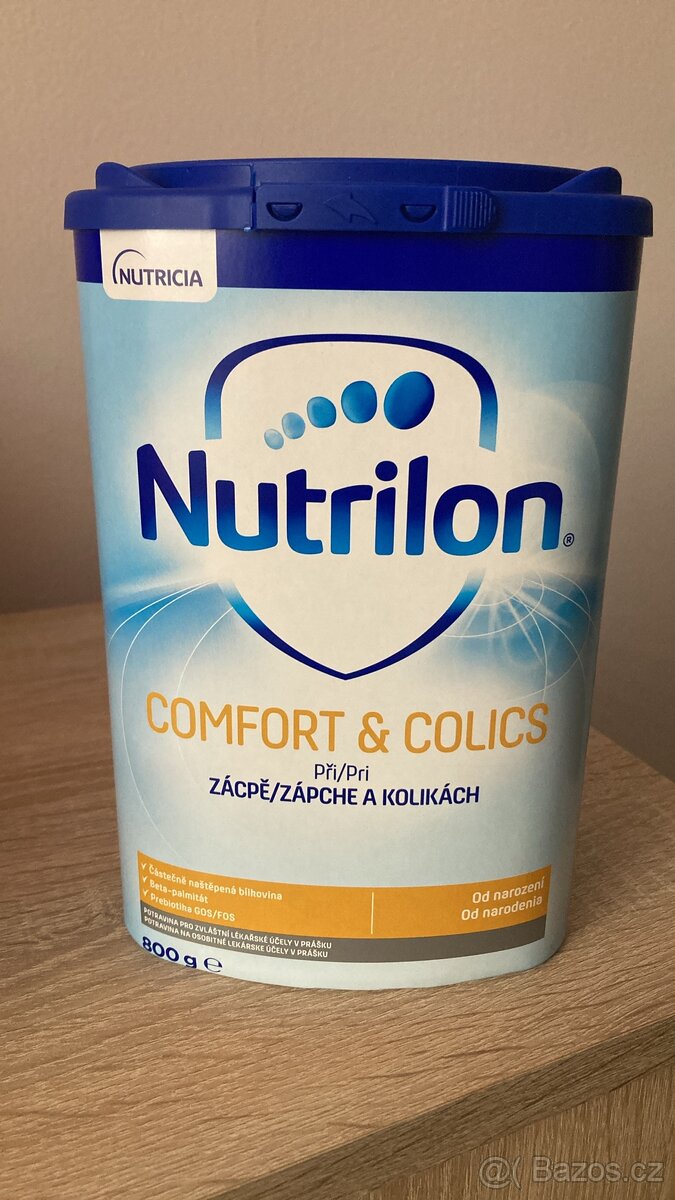 NUTRICIA
Nutrilon®
COMFORT & COLICS
Při/Pri
ZÁCPĚ/ZÁPCHE A KOLIKÁCH
✓ Částečně naštěpená bílkovina
✓ Beta-palmitát
✓ Prebiotika GOS/FOS
Od narození
Od narodenia
POTRAVINA PRO ZVLÁŠTNÍ LÉKAŘSKÉ ÚČELY V PRÁŠKU
POTRAVINA NA OSOBITNÉ LEKÁRSKE ÚČELY V PRÁŠKU
800 g ℮
@( Bazos.cz